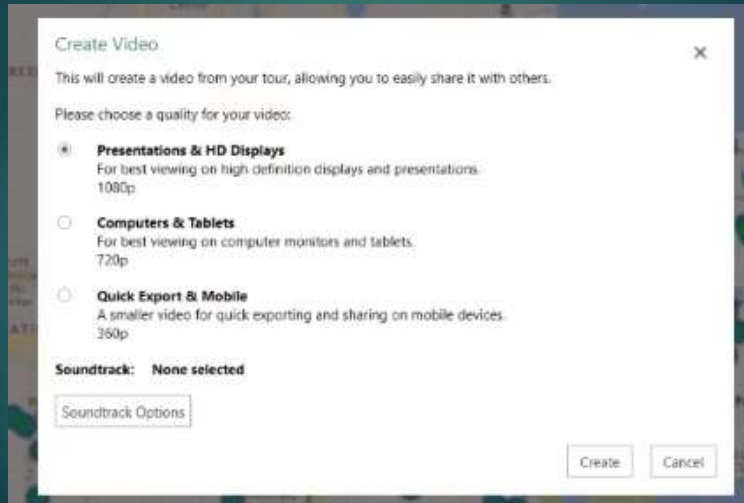 Create Video
This will create a video from your tour, allowing you to easily share it with others.
Please choose a quality for your video:
Presentations & HD Displays
For best viewing on high definition displays and presentations.
1080p
Computers & Tablets
For best viewing on computer monitors and tablets.
720p
Quick Export & Mobile
A smaller video for quick exporting and sharing on mobile devices.
360p
Soundtrack: None selected
Soundtrack Options
Create Cancel